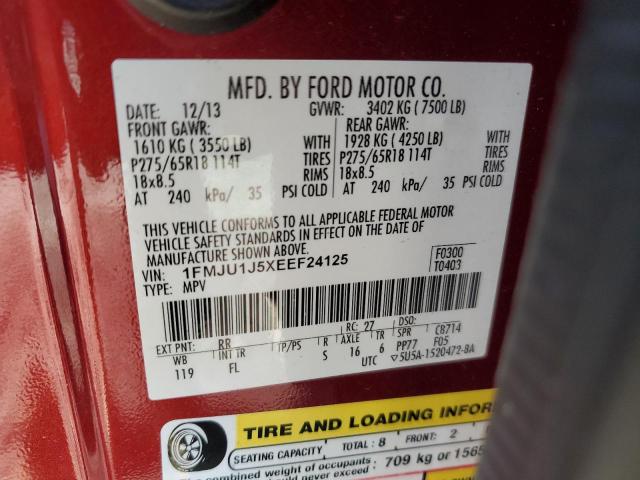 MFD. BY FORD MOTOR CO.
DATE: 12/13 GVWR: 3402 KG ( 7500 LB)
FRONT GAWR: REAR GAWR:
1610 KG ( 3550 LB) WITH 1928 KG ( 4250 LB) WITH
P275/65R18 114T TIRES P275/65R18 114T TIRES
18x8.5 RIMS 18x8.5 RIMS
AT 240 kPa/ 35 PSI COLD AT 240 kPa/ 35 PSI COLD
THIS VEHICLE CONFORMS TO ALL APPLICABLE FEDERAL MOTOR
VEHICLE SAFETY STANDARDS IN EFFECT ON THE DATE OF
MANUFACTURE SHOWN ABOVE.
VIN: 1FMJU1J5XEEF24125 F0300
TYPE: MPV T0403
RC: 27 DSO:
EXT PNT: RR R AXLE TR SPR C8714
WB INT TR TP/PS S 16 6 PP77 F05
119 FL UTC ▽5U5A-1520472-BA
TIRE AND LOADING INFOR
SEATING CAPACITY TOTAL: 8 FRONT: 2
combined weight of occupants 709 kg or 1565